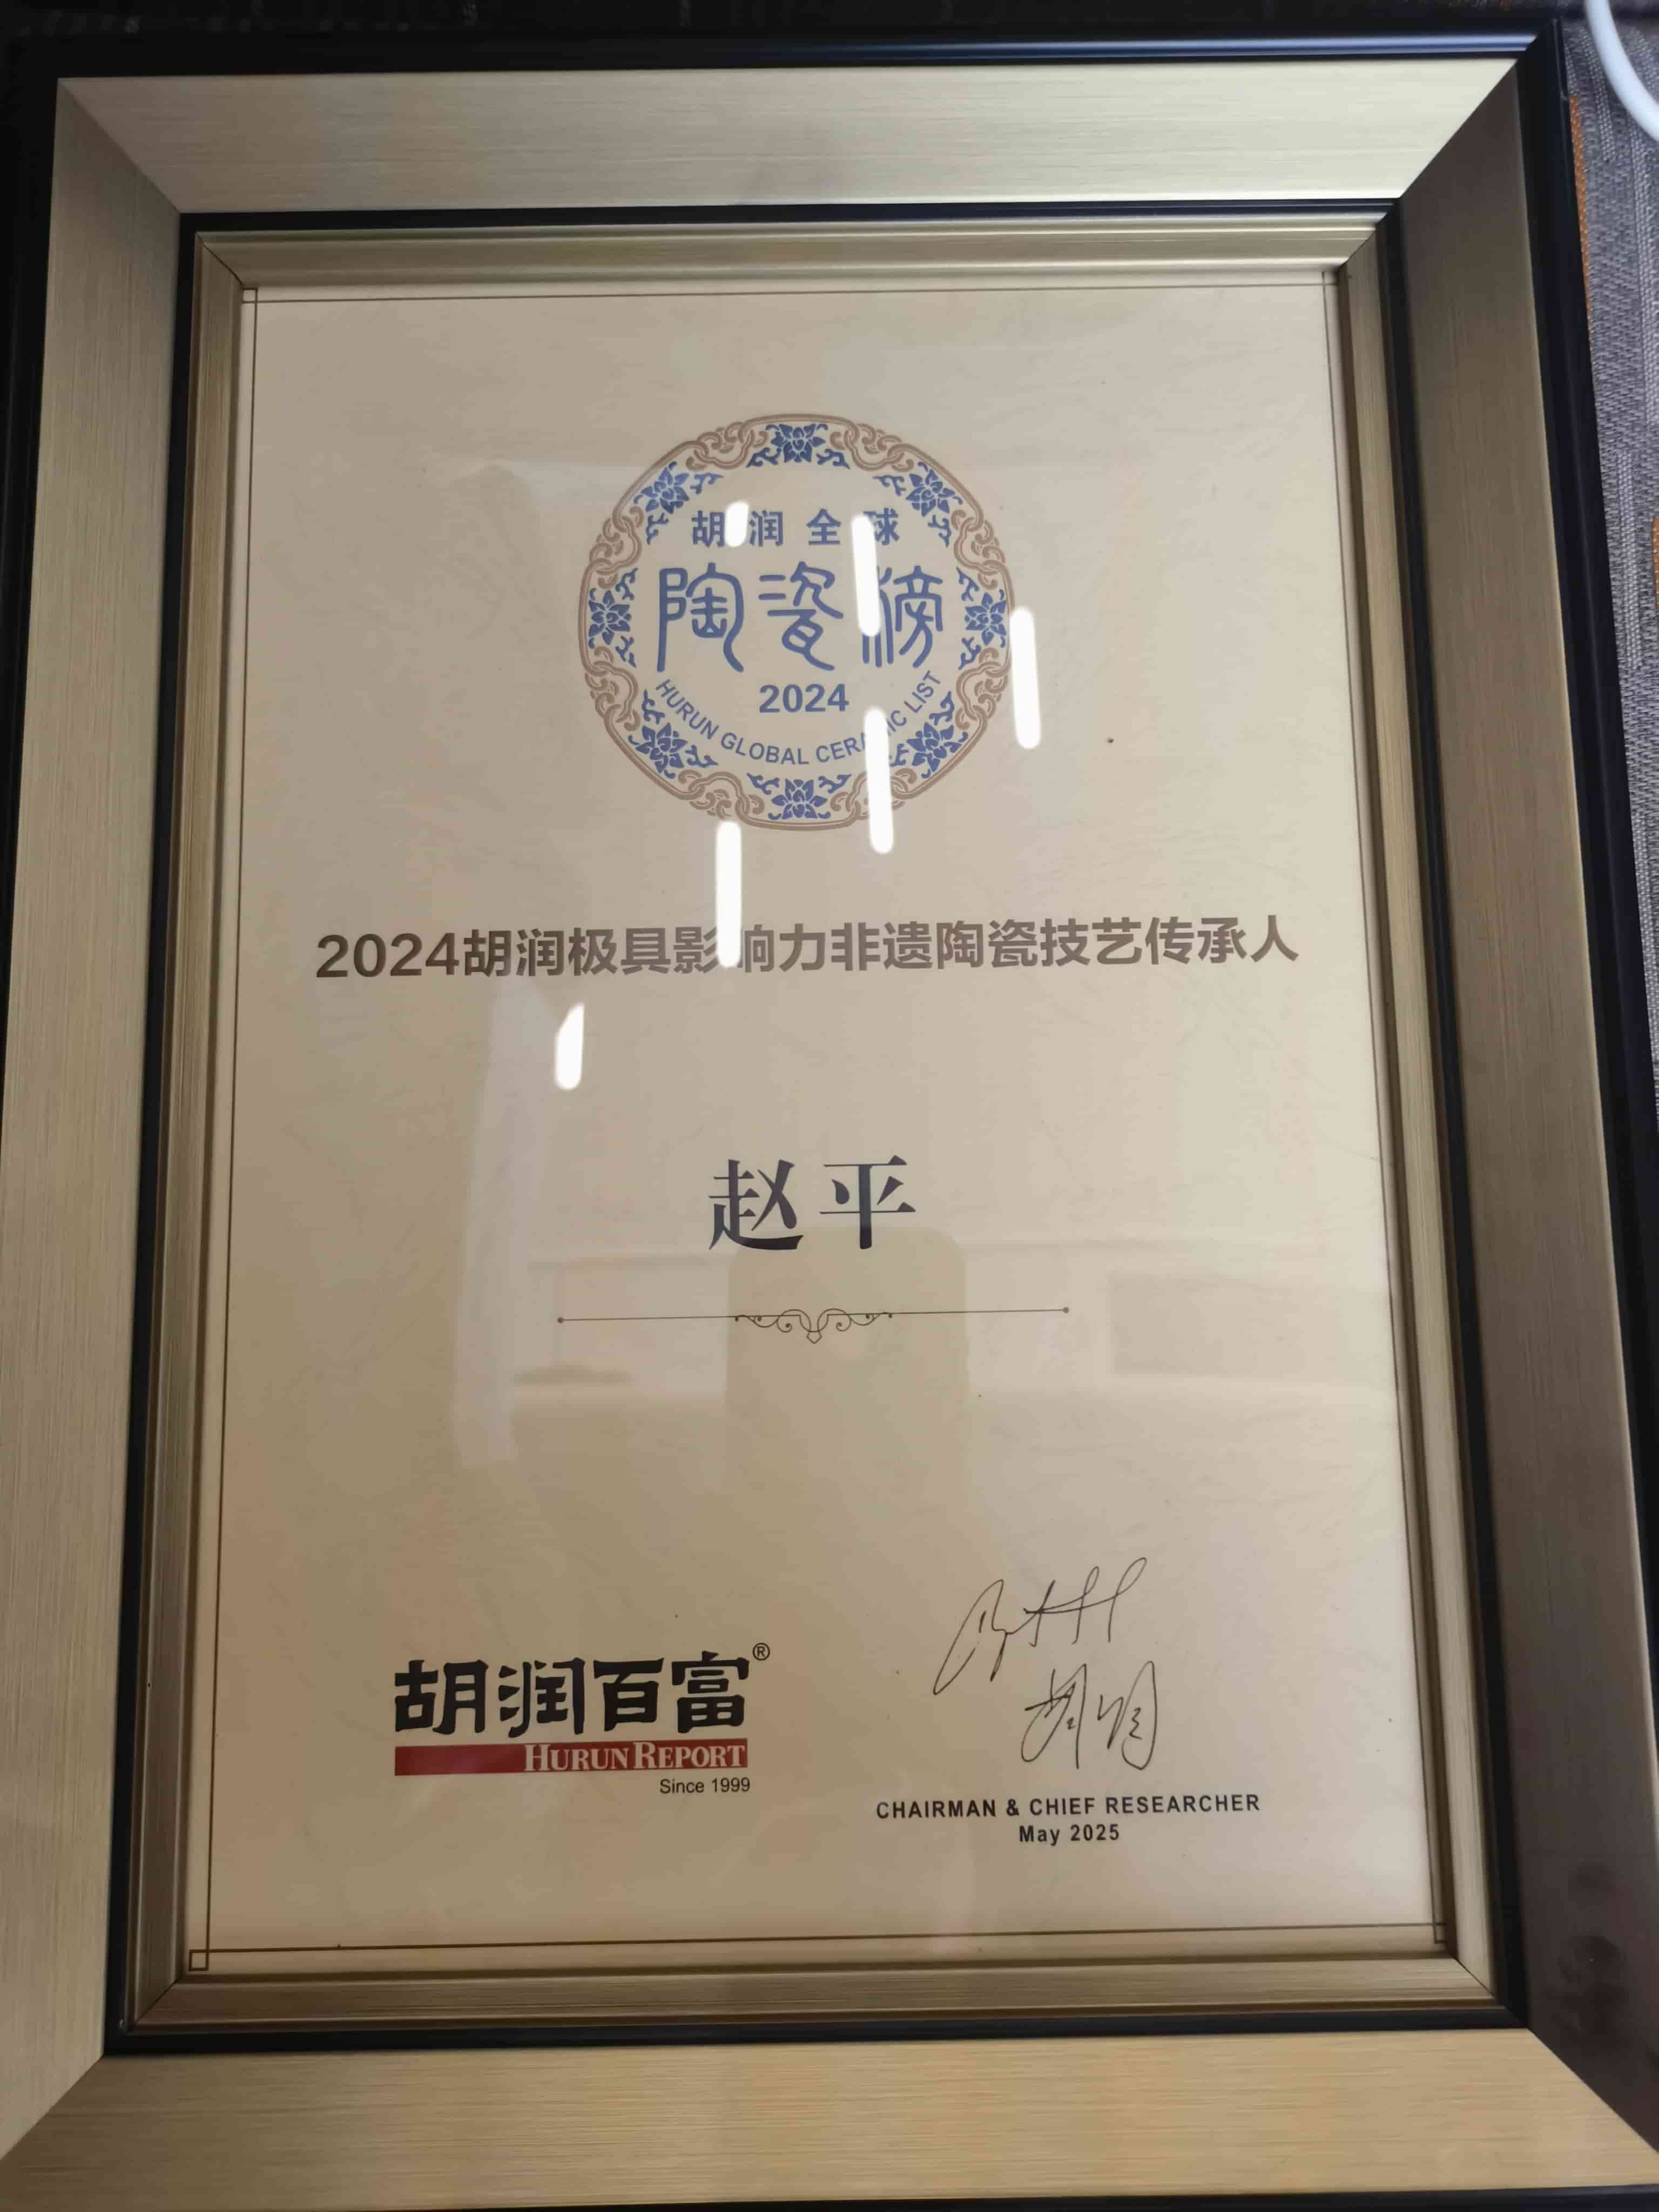 胡润全球
陶瓷榜
2024
HURUN GLOBAL CERAMIC LIST
2024胡润极具影响力非遗陶瓷技艺传承人
赵平
胡润百富®
HURUN REPORT
Since 1999
胡润
CHAIRMAN & CHIEF RESEARCHER
May 2025